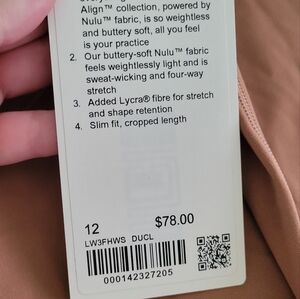 Align™ collection, powered by
Nulu™ fabric, is so weightless
and buttery soft, all you feel
is your practice
2. Our buttery-soft Nulu™ fabric
feels weightlessly light and is
sweat-wicking and four-way
stretch
3. Added Lycra® fibre for stretch
and shape retention
4. Slim fit, cropped length
12 $78.00
LW3FHWS DUCL
000142327205